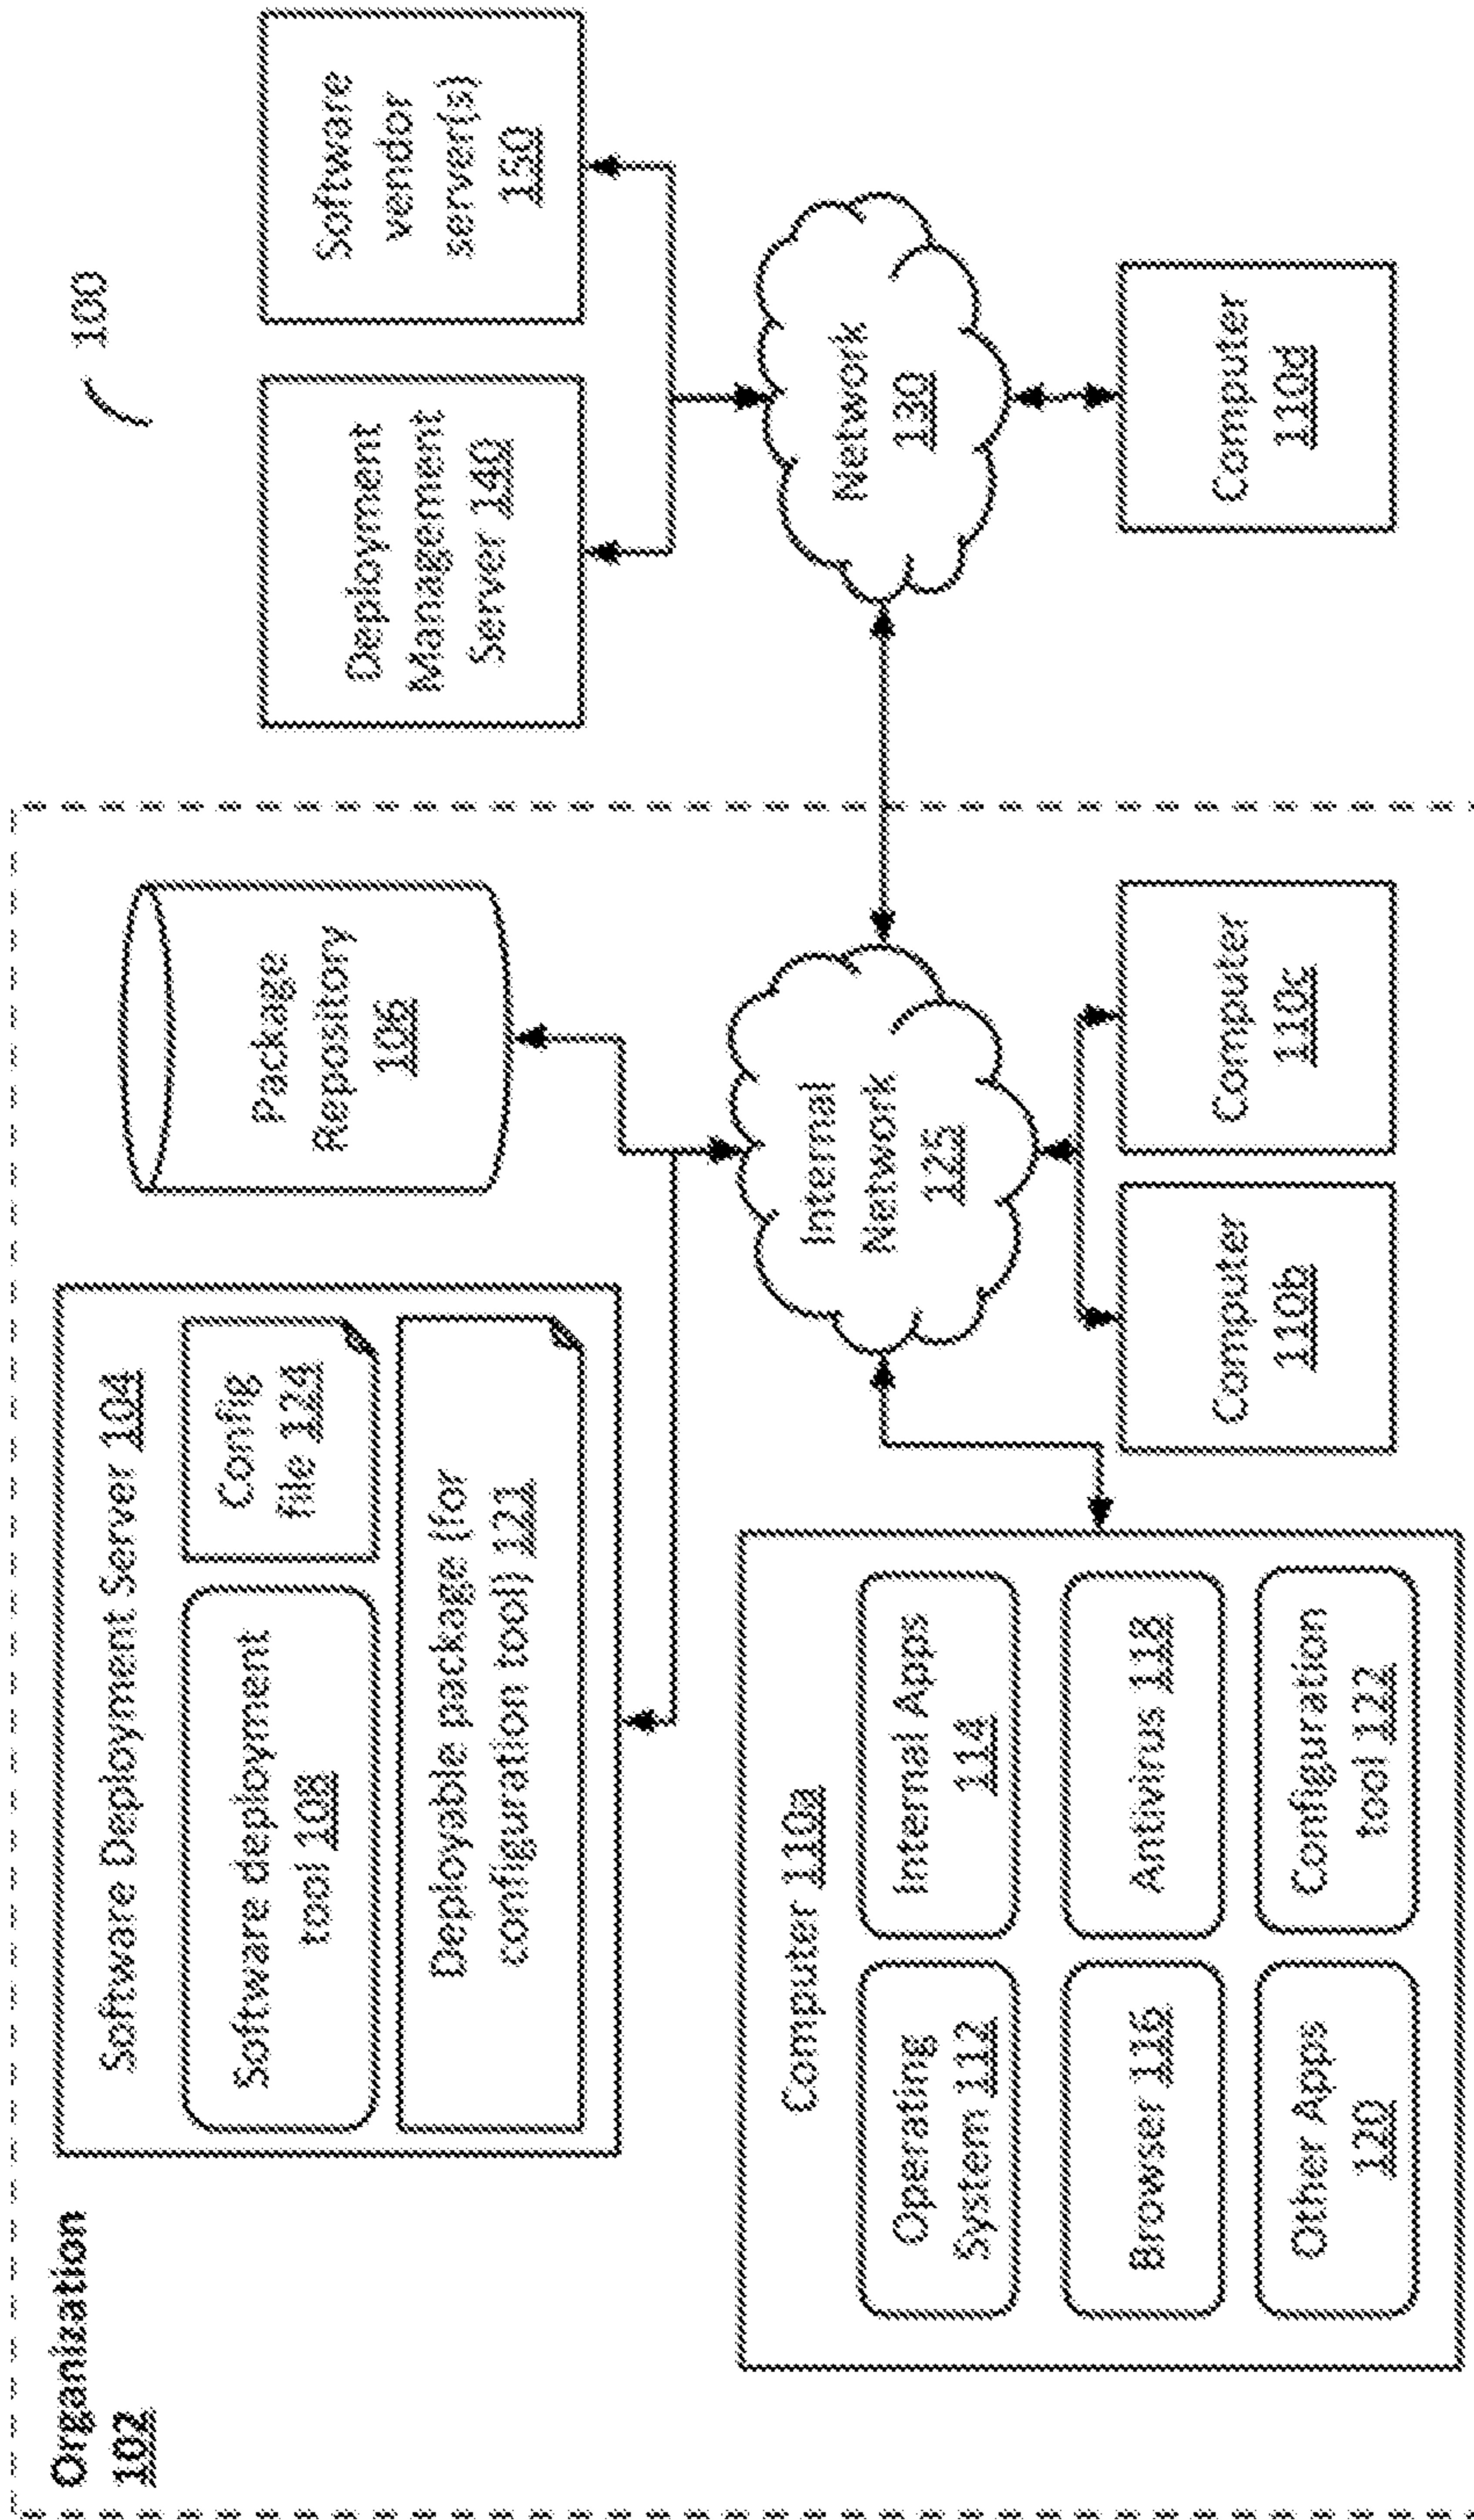 100
Organization
102
Software Deployment Server 104
Software deployment
tool 108
Config
file 124
Deployable package (for
configuration tool) 121
Package
Repository
106
Deployment
Management
Server 140
Software
vendor
server(s)
150
Internal
Network
125
Network
130
Computer 110a
Operating
System 112
Internal Apps
114
Browser 116
Antivirus 118
Other Apps
120
Configuration
tool 122
Computer
110b
Computer
110c
Computer
110d